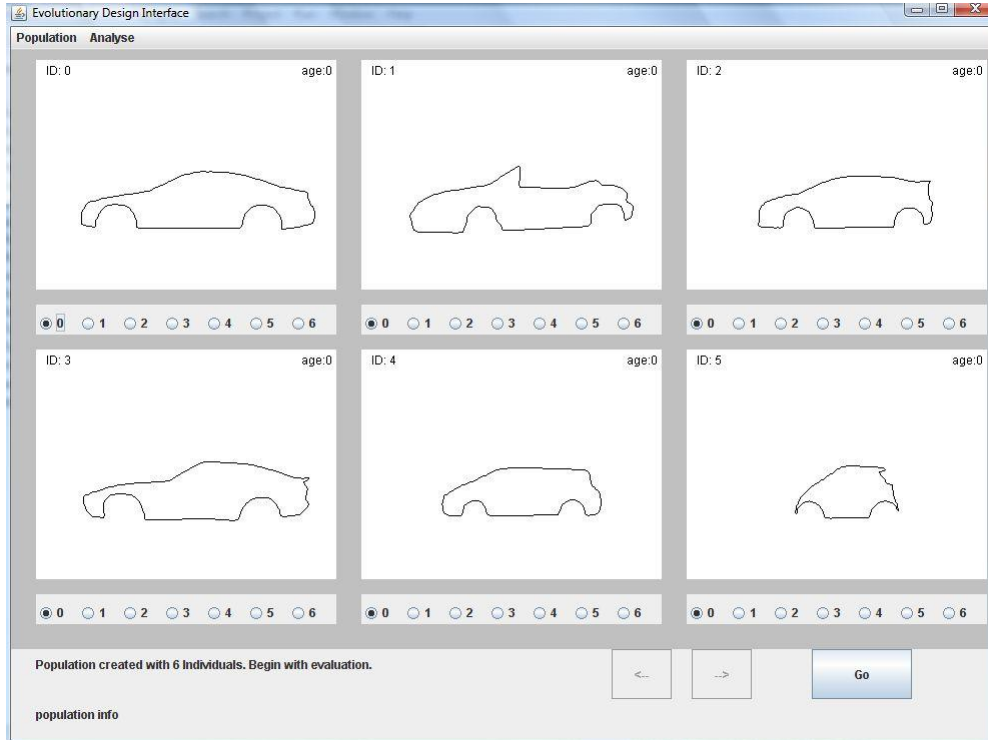 Evolutionary Design Interface
Population Analyse
ID: 0 age:0 ID: 1 age:0 ID: 2 age:0
0 1 2 3 4 5 6 0 1 2 3 4 5 6 0 1 2 3 4 5 6
ID: 3 age:0 ID: 4 age:0 ID: 5 age:0
0 1 2 3 4 5 6 0 1 2 3 4 5 6 0 1 2 3 4 5 6
Population created with 6 Individuals. Begin with evaluation. <-- --> Go
population info